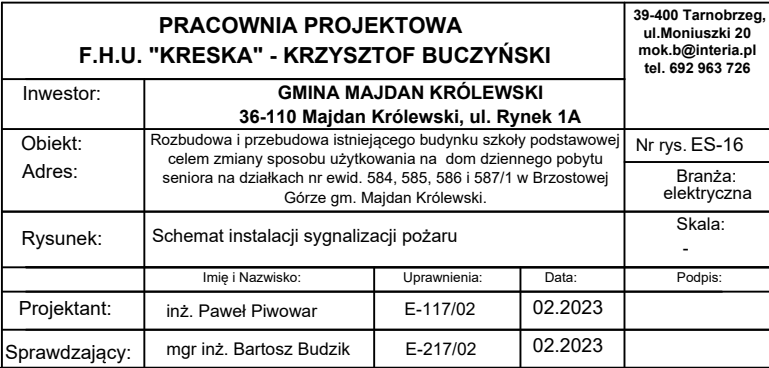 PRACOWNIA PROJEKTOWA
F.H.U. "KRESKA" - KRZYSZTOF BUCZYŃSKI
39-400 Tarnobrzeg,
ul.Moniuszki 20
mok.b@interia.pl
tel. 692 963 726
Inwestor:
GMINA MAJDAN KRÓLEWSKI
36-110 Majdan Królewski, ul. Rynek 1A
Obiekt:
Adres:
Rozbudowa i przebudowa istniejącego budynku szkoły podstawowej
celem zmiany sposobu użytkowania na dom dziennego pobytu
seniora na działkach nr ewid. 584, 585, 586 i 587/1 w Brzostowej
Górze gm. Majdan Królewski.
Nr rys. ES-16
Branża:
elektryczna
Rysunek:
Schemat instalacji sygnalizacji pożaru
Skala:
-
Imię i Nazwisko:
Uprawnienia:
Data:
Podpis:
Projektant:
inż. Paweł Piwowar
E-117/02
02.2023
Sprawdzający:
mgr inż. Bartosz Budzik
E-217/02
02.2023